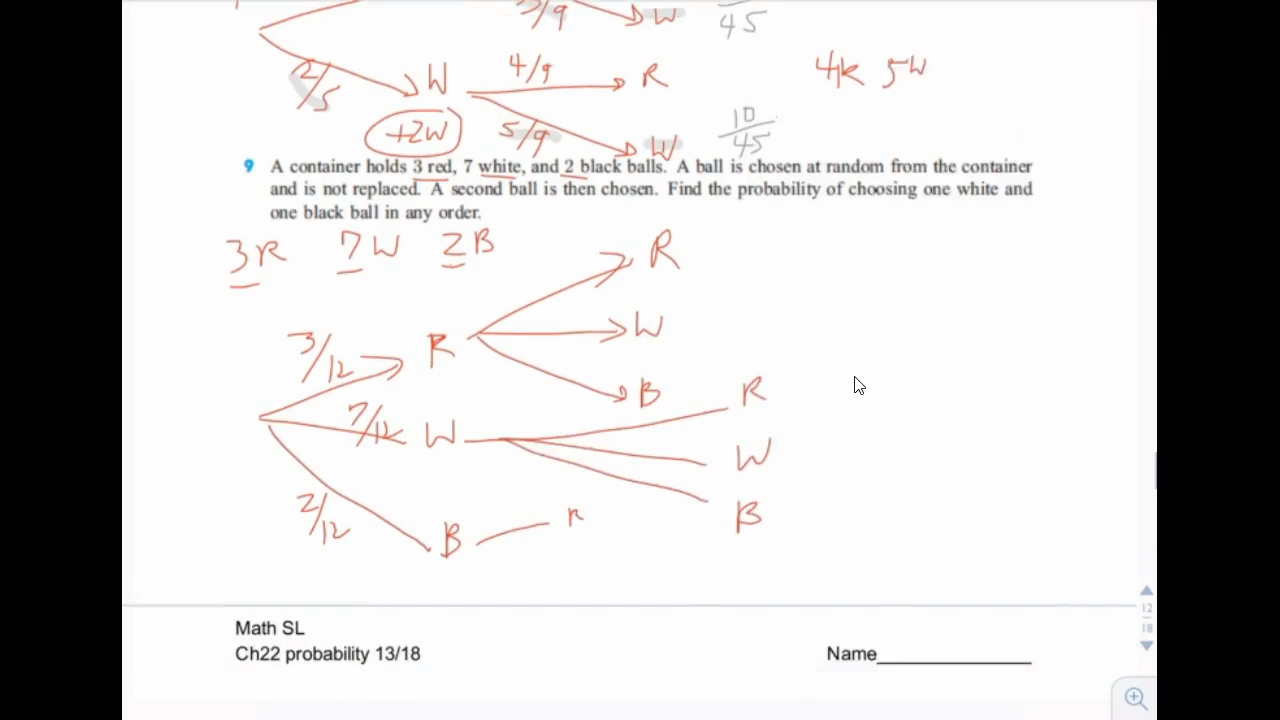 3/9 W 45
2/5 W 4/9 R 4R 5W
+2W 5/9 W 10/45
9 A container holds 3 red, 7 white, and 2 black balls. A ball is chosen at random from the container
and is not replaced. A second ball is then chosen. Find the probability of choosing one white and
one black ball in any order.
3R 7W 2B
R
3/12 R W
B R
7/12 W W
B
2/12 B R
Math SL
Ch22 probability 13/18 Name_______________
12
18